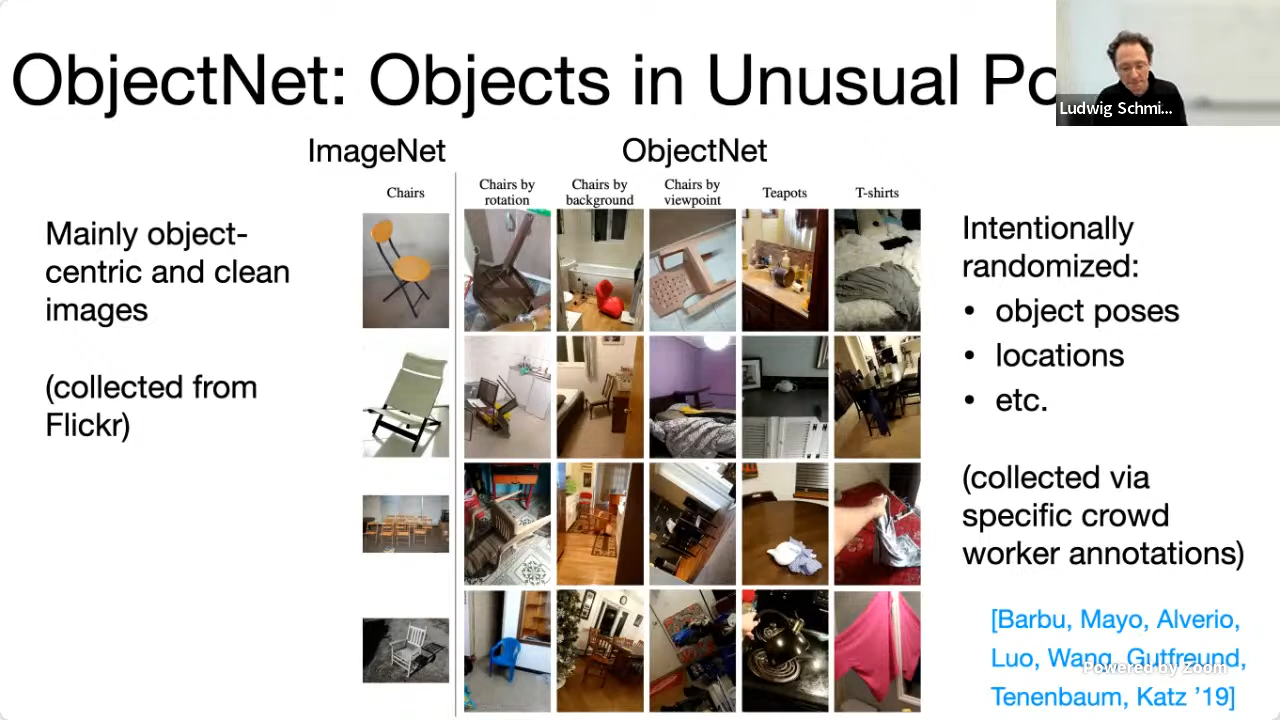 ObjectNet: Objects in Unusual Po
Ludwig Schmi...
ImageNet
ObjectNet
Chairs
Chairs by
rotation
Chairs by
background
Chairs by
viewpoint
Teapots
T-shirts
Mainly object-
centric and clean
images
(collected from
Flickr)
Intentionally
randomized:
• object poses
• locations
• etc.
(collected via
specific crowd
worker annotations)
[Barbu, Mayo, Alverio,
Luo, Wang, Gutfreund,
Powered by Zoom
Tenenbaum, Katz ’19]